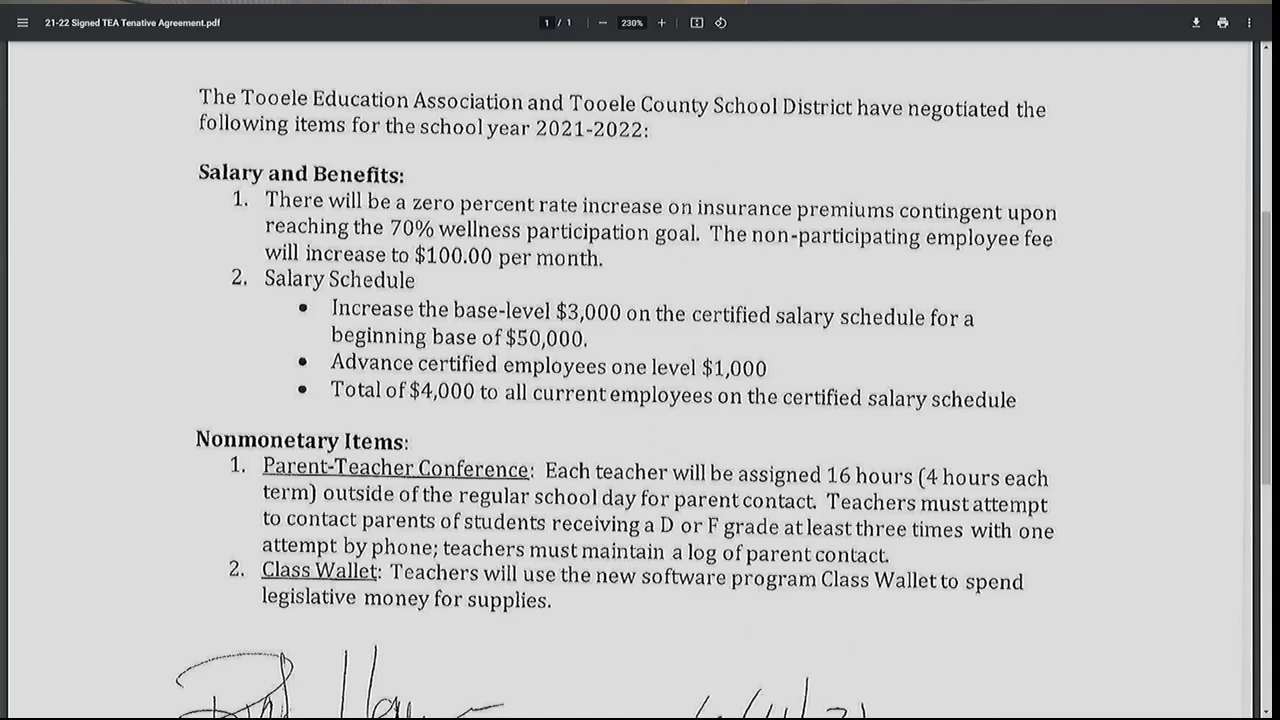 21-22 Signed TEA Tenative Agreement.pdf
1 / 1
230%
The Tooele Education Association and Tooele County School District have negotiated the
following items for the school year 2021-2022:
Salary and Benefits:
1. There will be a zero percent rate increase on insurance premiums contingent upon
reaching the 70% wellness participation goal. The non-participating employee fee
will increase to $100.00 per month.
2. Salary Schedule
• Increase the base-level $3,000 on the certified salary schedule for a
beginning base of $50,000.
• Advance certified employees one level $1,000
• Total of $4,000 to all current employees on the certified salary schedule
Nonmonetary Items:
1. Parent-Teacher Conference: Each teacher will be assigned 16 hours (4 hours each
term) outside of the regular school day for parent contact. Teachers must attempt
to contact parents of students receiving a D or F grade at least three times with one
attempt by phone; teachers must maintain a log of parent contact.
2. Class Wallet: Teachers will use the new software program Class Wallet to spend
legislative money for supplies.